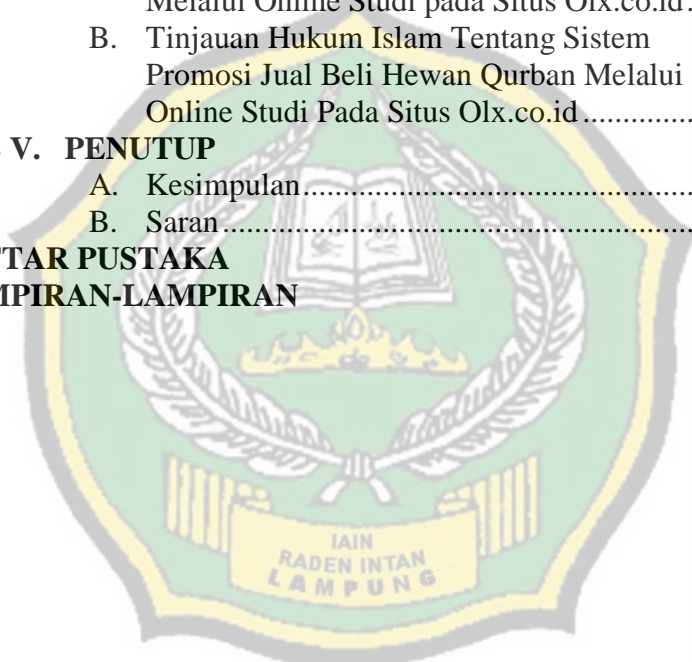 Melalui Online Studi pada Situs Olx.co.id.
B. Tinjauan Hukum Islam Tentang Sistem
Promosi Jual Beli Hewan Qurban Melalui
Online Studi Pada Situs Olx.co.id ................
V. PENUTUP
A. Kesimpulan.............................................
B. Saran......................................................
TAR PUSTAKA
MPIRAN-LAMPIRAN
IAIN
RADEN INTAN
LAMPUNG